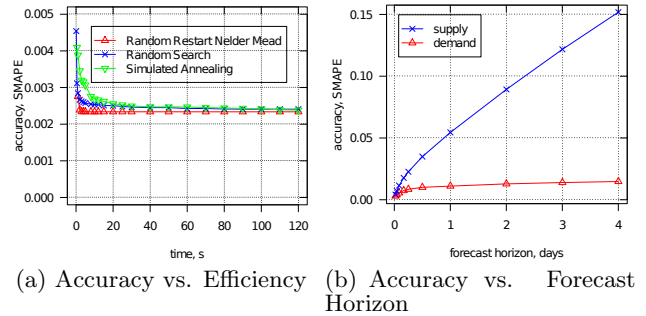 0.005
0.004
0.003
0.002
0.001
0.000
accuracy, SMAPE
Random Restart Nelder Mead
Random Search
Simulated Annealing
0 20 40 60 80 100 120
time, s
(a) Accuracy vs. Efficiency
0.15
0.10
0.05
0.00
accuracy, SMAPE
supply
demand
0 1 2 3 4
forecast horizon, days
(b) Accuracy vs. Forecast
Horizon